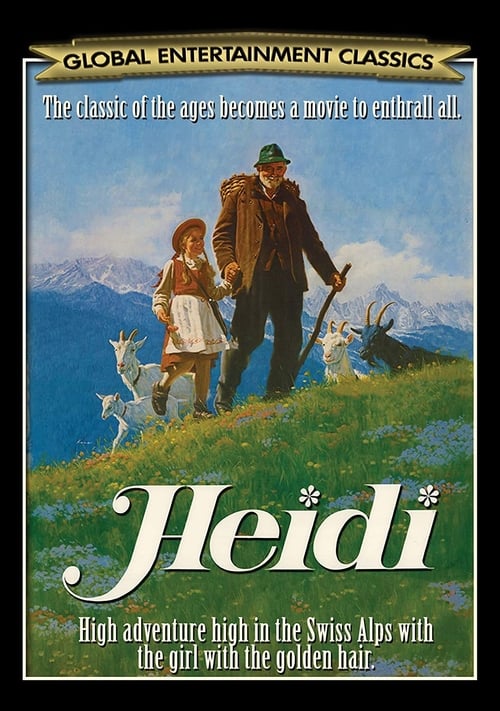 GLOBAL ENTERTAINMENT CLASSICS
The classic of the ages becomes a movie to enthrall all.
Heidi
High adventure high in the Swiss Alps with
the girl with the golden hair.